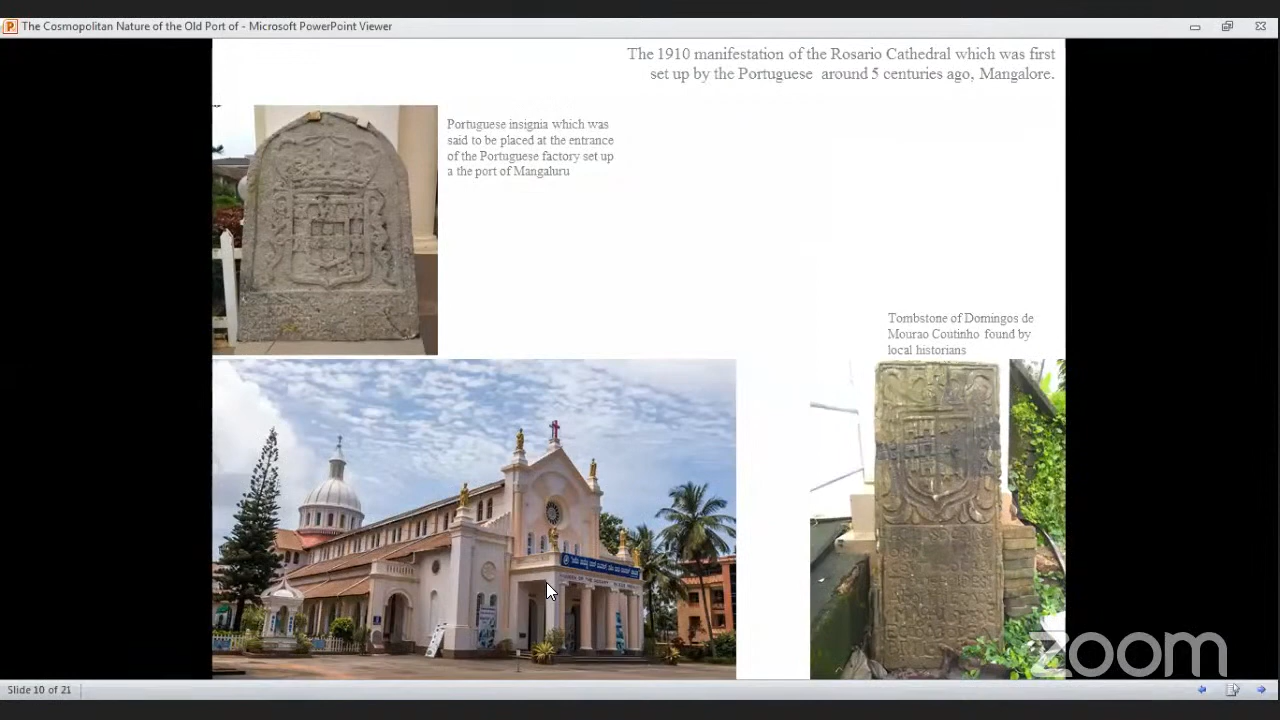 The Cosmopolitan Nature of the Old Port of - Microsoft PowerPoint Viewer
The 1910 manifestation of the Rosario Cathedral which was first
set up by the Portuguese around 5 centuries ago, Mangalore.
Portuguese insignia which was
said to be placed at the entrance
of the Portuguese factory set up
a the port of Mangaluru
Tombstone of Domingos de
Mourao Coutinho found by
local historians
zoom
Slide 10 of 21